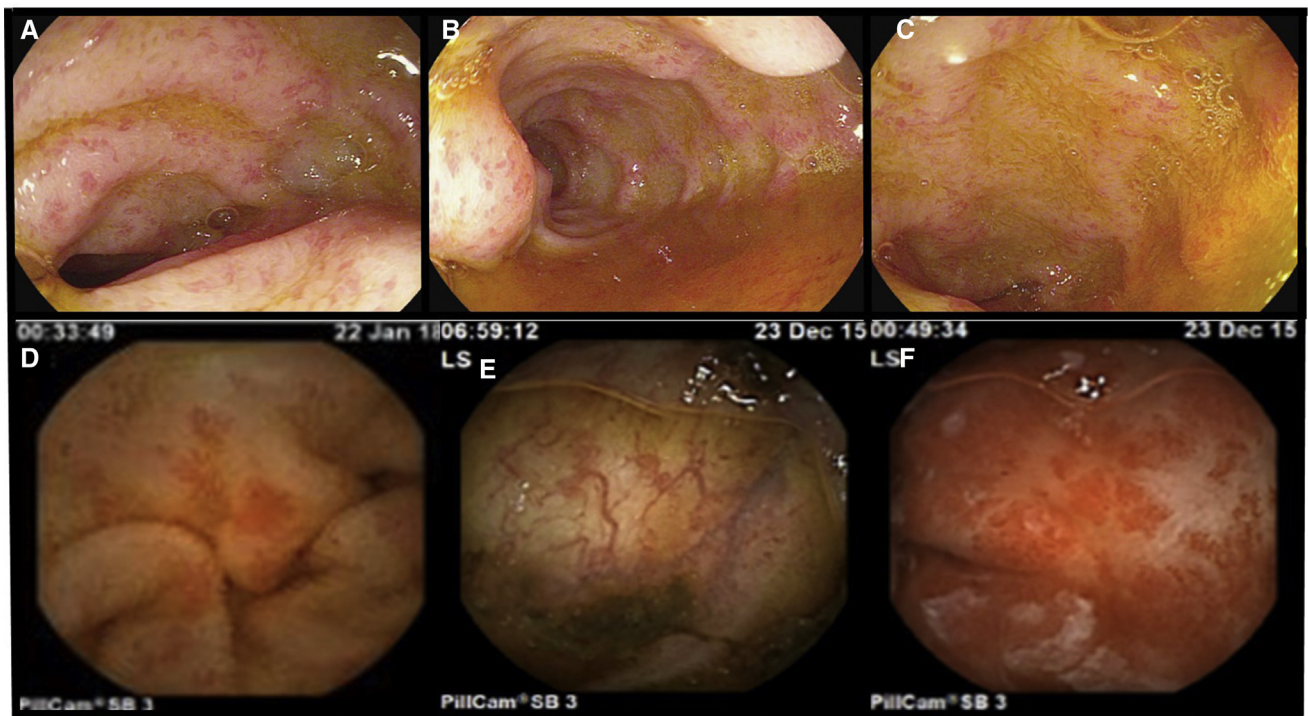 A
B
C
00:33:49
22 Jan 18
D
PillCam® SB 3
06:59:12
23 Dec 15
LS
E
PillCam® SB 3
00:49:34
23 Dec 15
LS
F
PillCam® SB 3